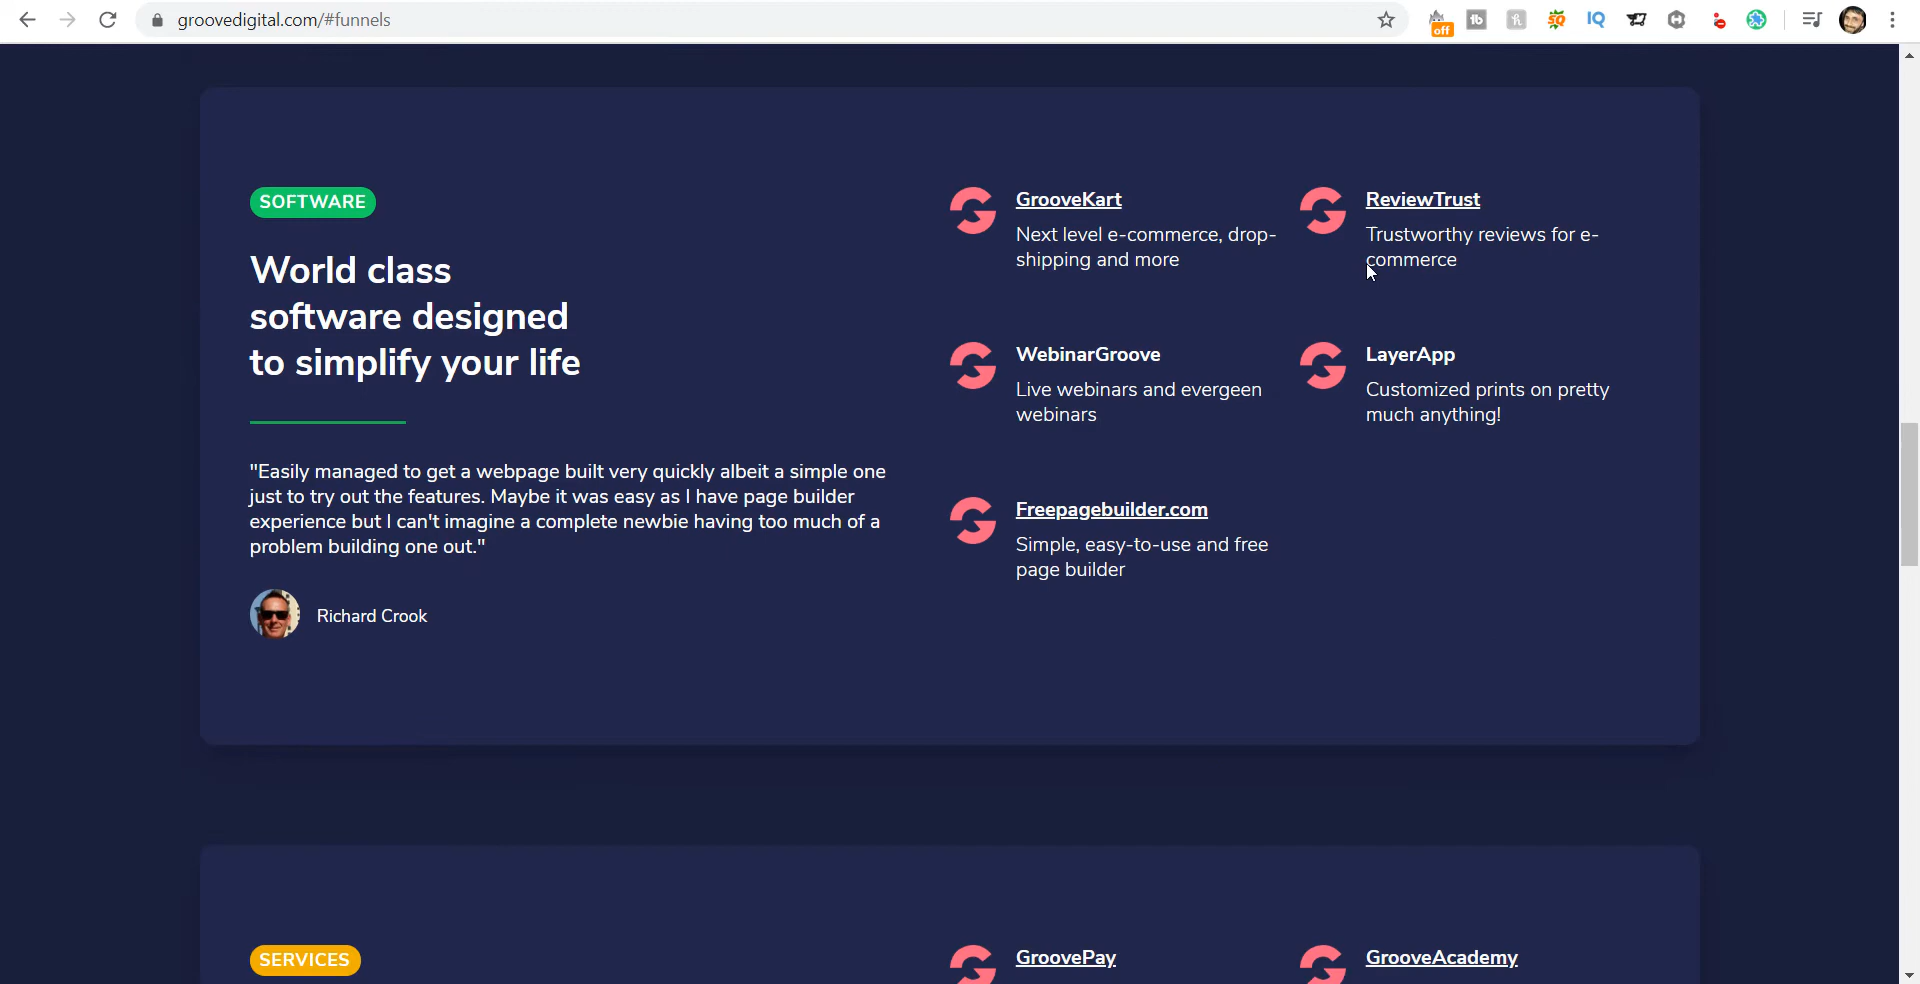 groovedigital.com/#funnels
off
tb
h
SQ
IQ
H
SOFTWARE
World class
software designed
to simplify your life
"Easily managed to get a webpage built very quickly albeit a simple one
just to try out the features. Maybe it was easy as I have page builder
experience but I can't imagine a complete newbie having too much of a
problem building one out."
Richard Crook
GrooveKart
Next level e-commerce, drop-
shipping and more
ReviewTrust
Trustworthy reviews for e-
commerce
WebinarGroove
Live webinars and evergeen
webinars
LayerApp
Customized prints on pretty
much anything!
Freepagebuilder.com
Simple, easy-to-use and free
page builder
SERVICES
GroovePay
GrooveAcademy